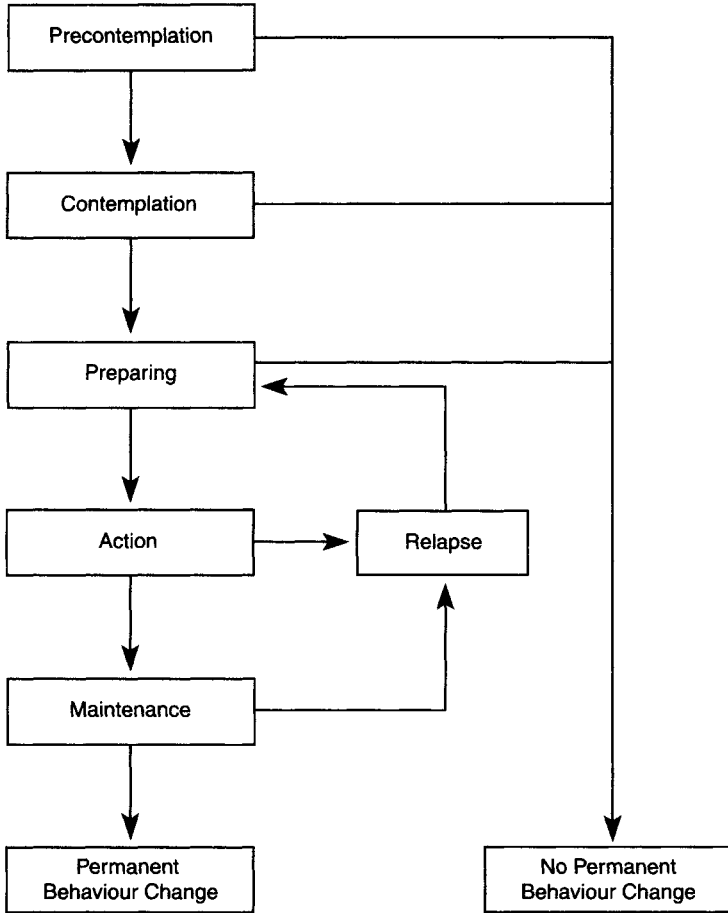 Precontemplation
Contemplation
Preparing
Action
Relapse
Maintenance
Permanent
Behaviour Change
No Permanent
Behaviour Change